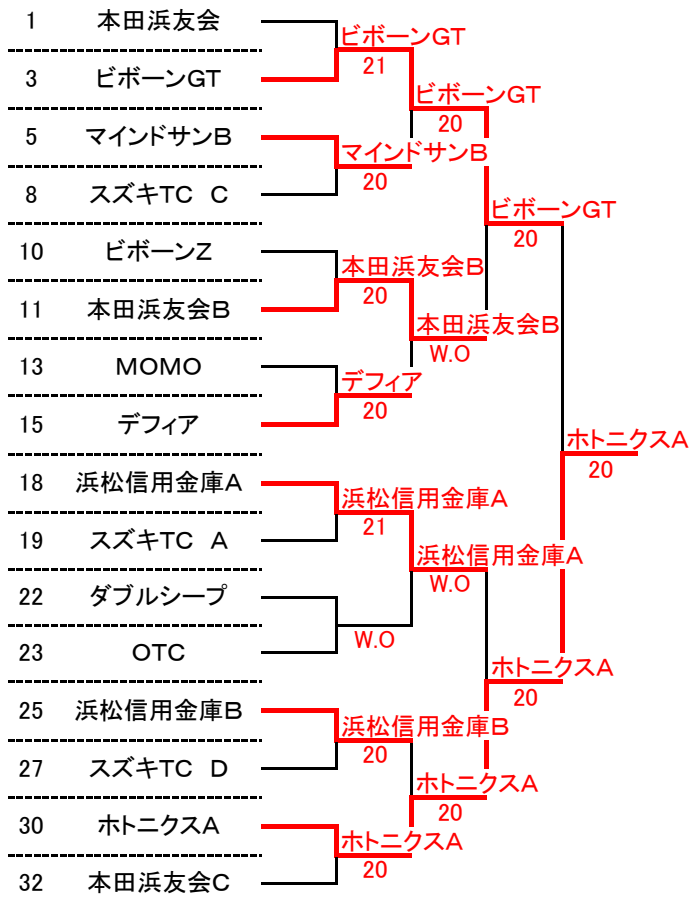 1 本田浜友会
ビボーンGT
21
3 ビボーンGT
ビボーンGT
20
5 マインドサンB
マインドサンB
20
8 スズキTC C
ビボーンGT
20
10 ビボーンZ
本田浜友会B
20
11 本田浜友会B
本田浜友会B
W.O
13 MOMO
デフィア
20
15 デフィア
ホトニクスA
20
18 浜松信用金庫A
浜松信用金庫A
21
19 スズキTC A
浜松信用金庫A
W.O
22 ダブルシープ
W.O
23 OTC
ホトニクスA
20
25 浜松信用金庫B
浜松信用金庫B
20
27 スズキTC D
ホトニクスA
20
30 ホトニクスA
ホトニクスA
20
32 本田浜友会C